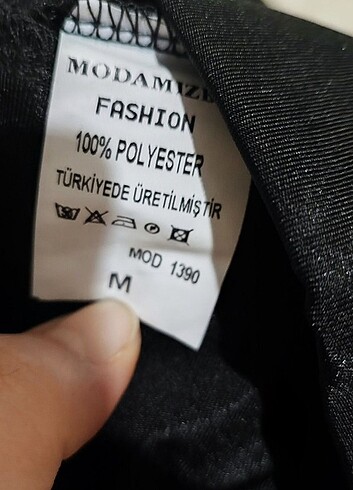 MODAMIZE
FASHION
100% POLYESTER
TÜRKİYEDE ÜRETİLMİŞTİR
MOD 1390
M